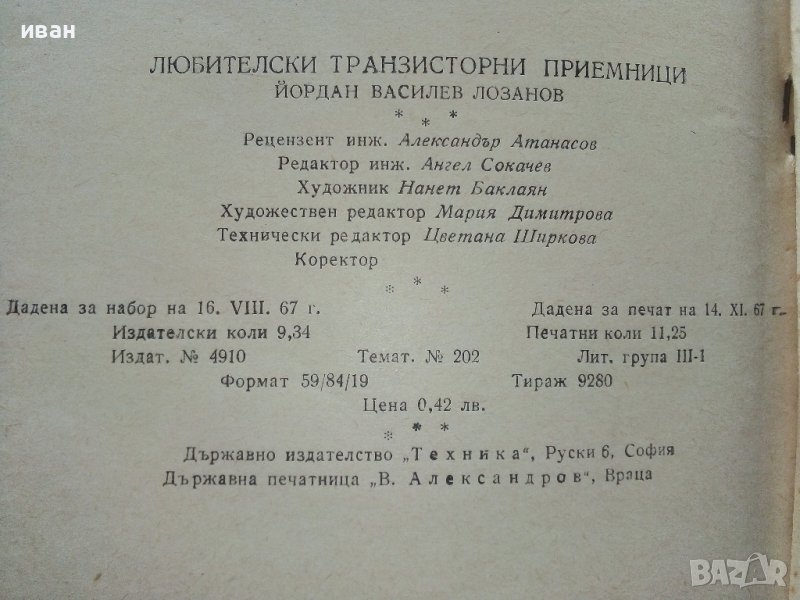 иван
ЛЮБИТЕЛСКИ ТРАНЗИСТОРНИ ПРИЕМНИЦИ
ЙОРДАН ВАСИЛЕВ ЛОЗАНОВ
* * *
Рецензент инж. Александър Атанасов
Редактор инж. Ангел Сокачев
Художник Нанет Баклаян
Художествен редактор Мария Димитрова
Технически редактор Цветана Ширкова
Коректор
* * *
Дадена за набор на 16. VIII. 67 г. Дадена за печат на 14. XI. 67 г.
Издателски коли 9,34 Печатни коли 11,25
Издат. № 4910 Темат. № 202 Лит. група III-1
Формат 59/84/19 Тираж 9280
Цена 0,42 лв.
* * *
Държавно издателство „Техника“, Руски 6, София
Държавна печатница „В. Александров“, Враца
BAZAR